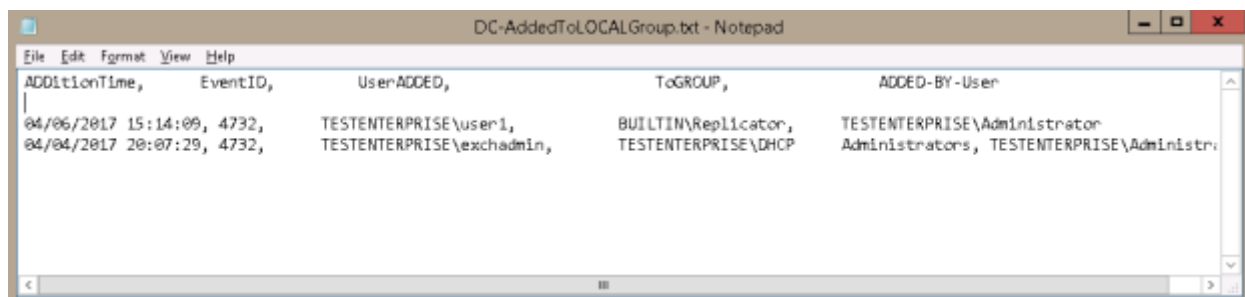 DC-AddedToLOCALGroup.txt - Notepad
File Edit Format View Help
ADDitionTime, EventID, UserADDED, ToGROUP, ADDED-BY-User
04/06/2017 15:14:09, 4732, TESTENTERPRISE\user1, BUILTIN\Replicator, TESTENTERPRISE\Administrator
04/04/2017 20:07:29, 4732, TESTENTERPRISE\exchadmin, TESTENTERPRISE\DHCP Administrators, TESTENTERPRISE\Administr